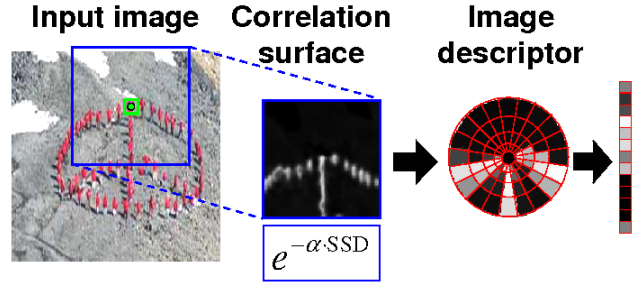 Input image
Correlation
surface
Image
descriptor
e^{-α·SSD}